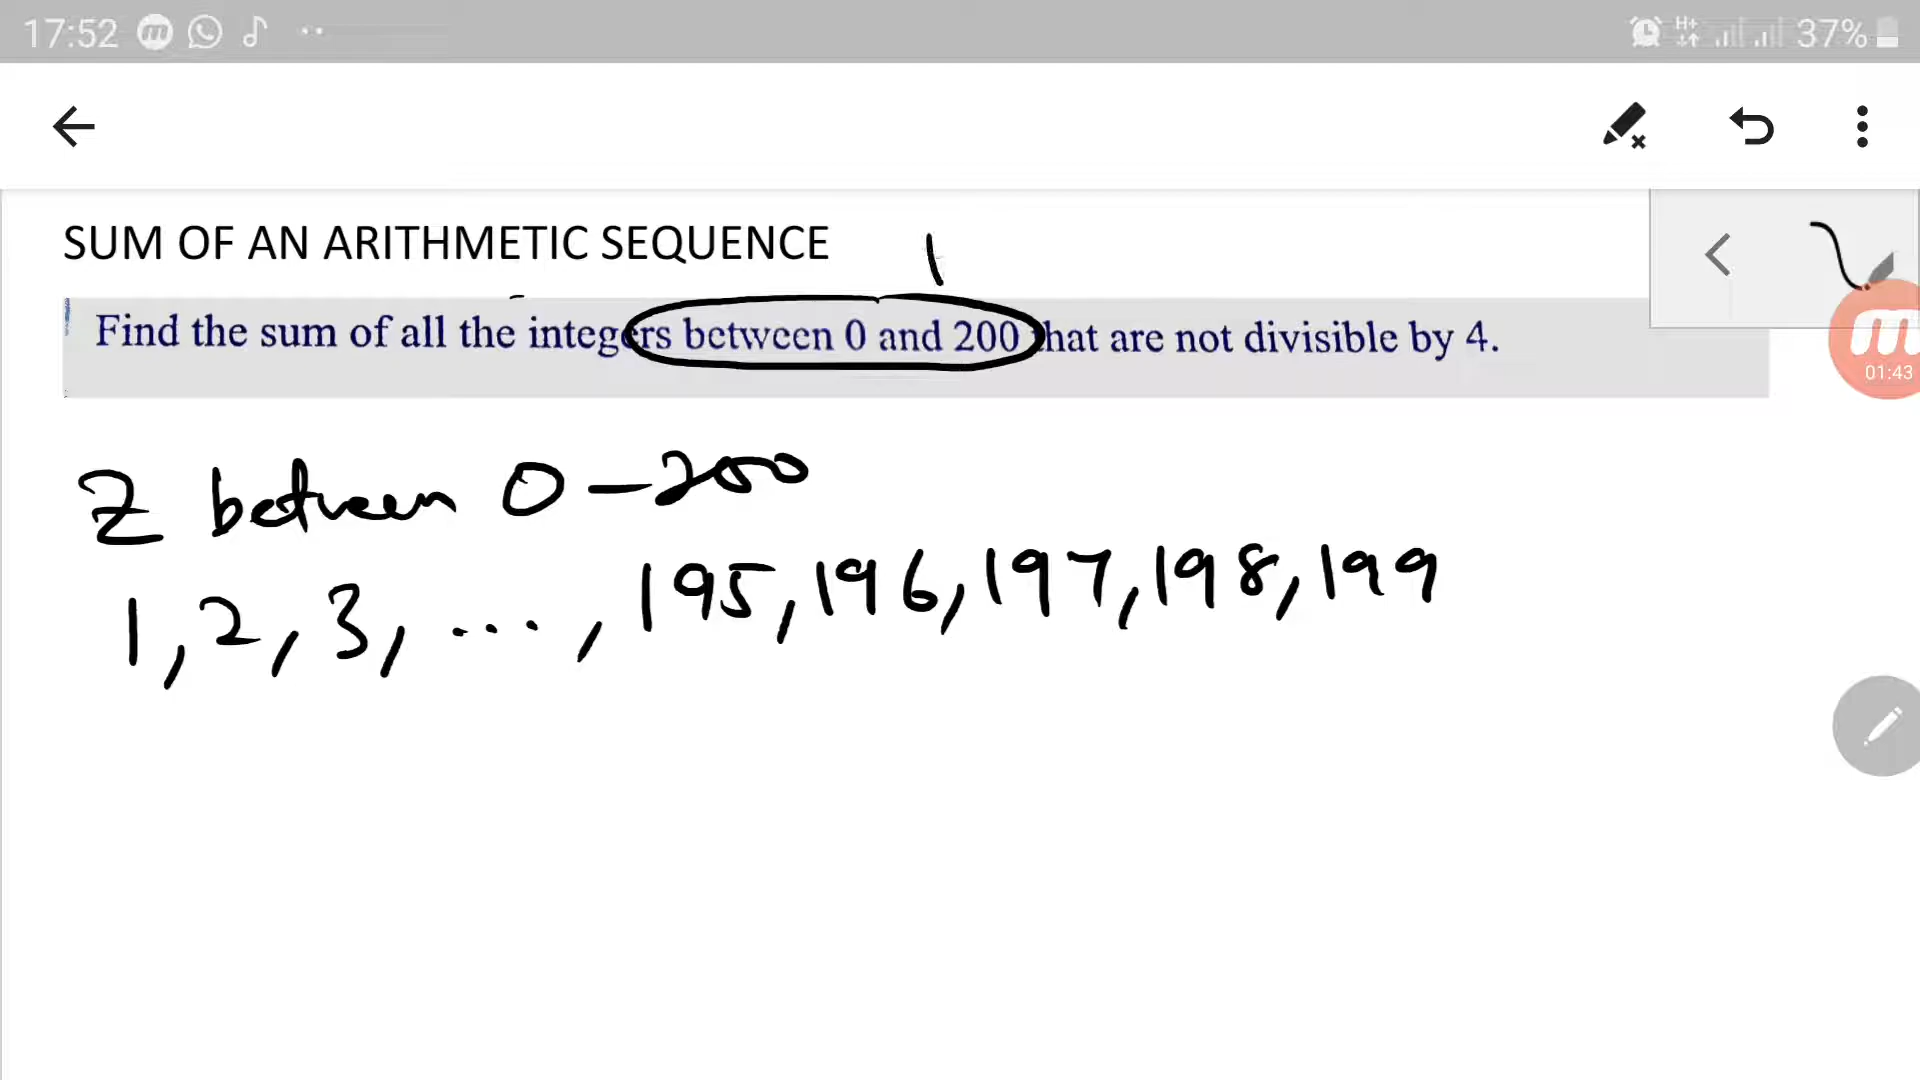 17:52 37%
SUM OF AN ARITHMETIC SEQUENCE
Find the sum of all the integers between 0 and 200 that are not divisible by 4.
01:43
Z between 0 – 200
1, 2, 3, ..., 195, 196, 197, 198, 199